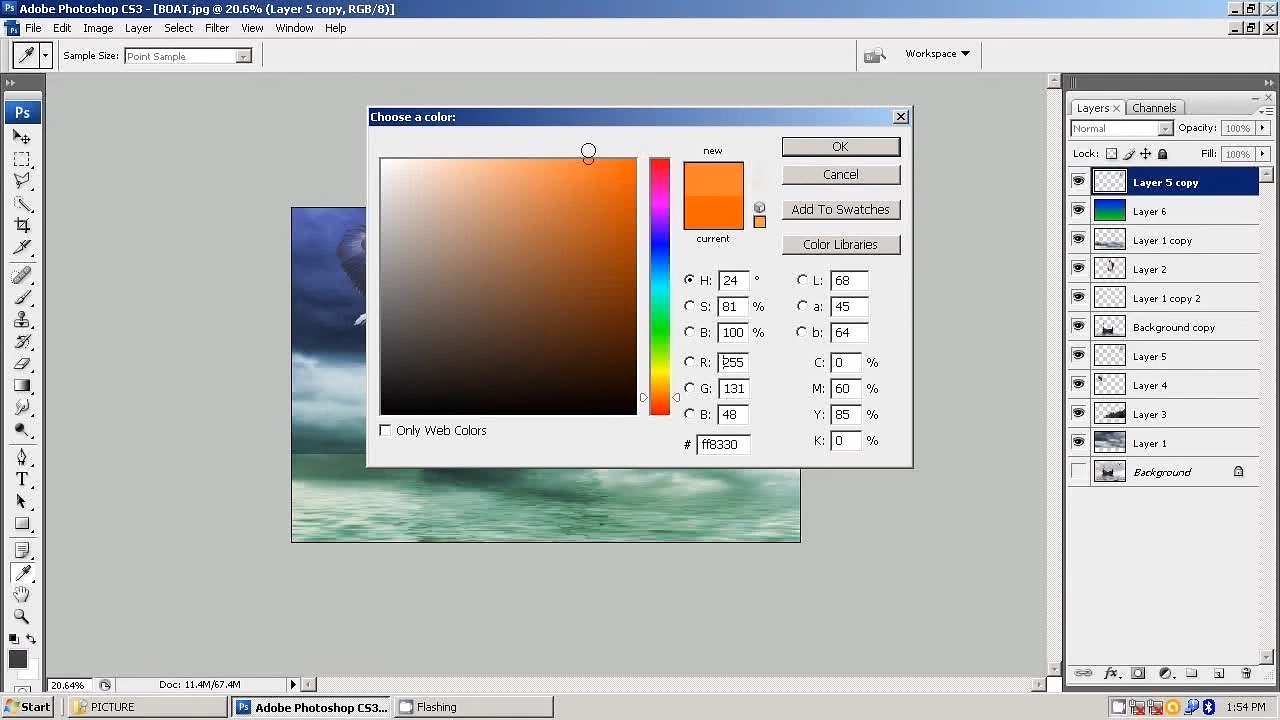 Adobe Photoshop CS3 - [BOAT.jpg @ 20.6% (Layer 5 copy, RGB/8)]
File Edit Image Layer Select Filter View Window Help
Sample Size: Point Sample Workspace
Ps
Choose a color:
new
current
OK
Cancel
Add To Swatches
Color Libraries
H: 24 ° L: 68
S: 81 % a: 45
B: 100 % b: 64
R: 255 C: 0 %
G: 131 M: 60 %
B: 48 Y: 85 %
# ff8330 K: 0 %
Only Web Colors
Layers Channels
Normal Opacity: 100%
Lock: Fill: 100%
Layer 5 copy
Layer 6
Layer 1 copy
Layer 2
Layer 1 copy 2
Background copy
Layer 5
Layer 4
Layer 3
Layer 1
Background
20.64% Doc: 11.4M/67.4M
Start PICTURE Adobe Photoshop CS3... Flashing 1:54 PM